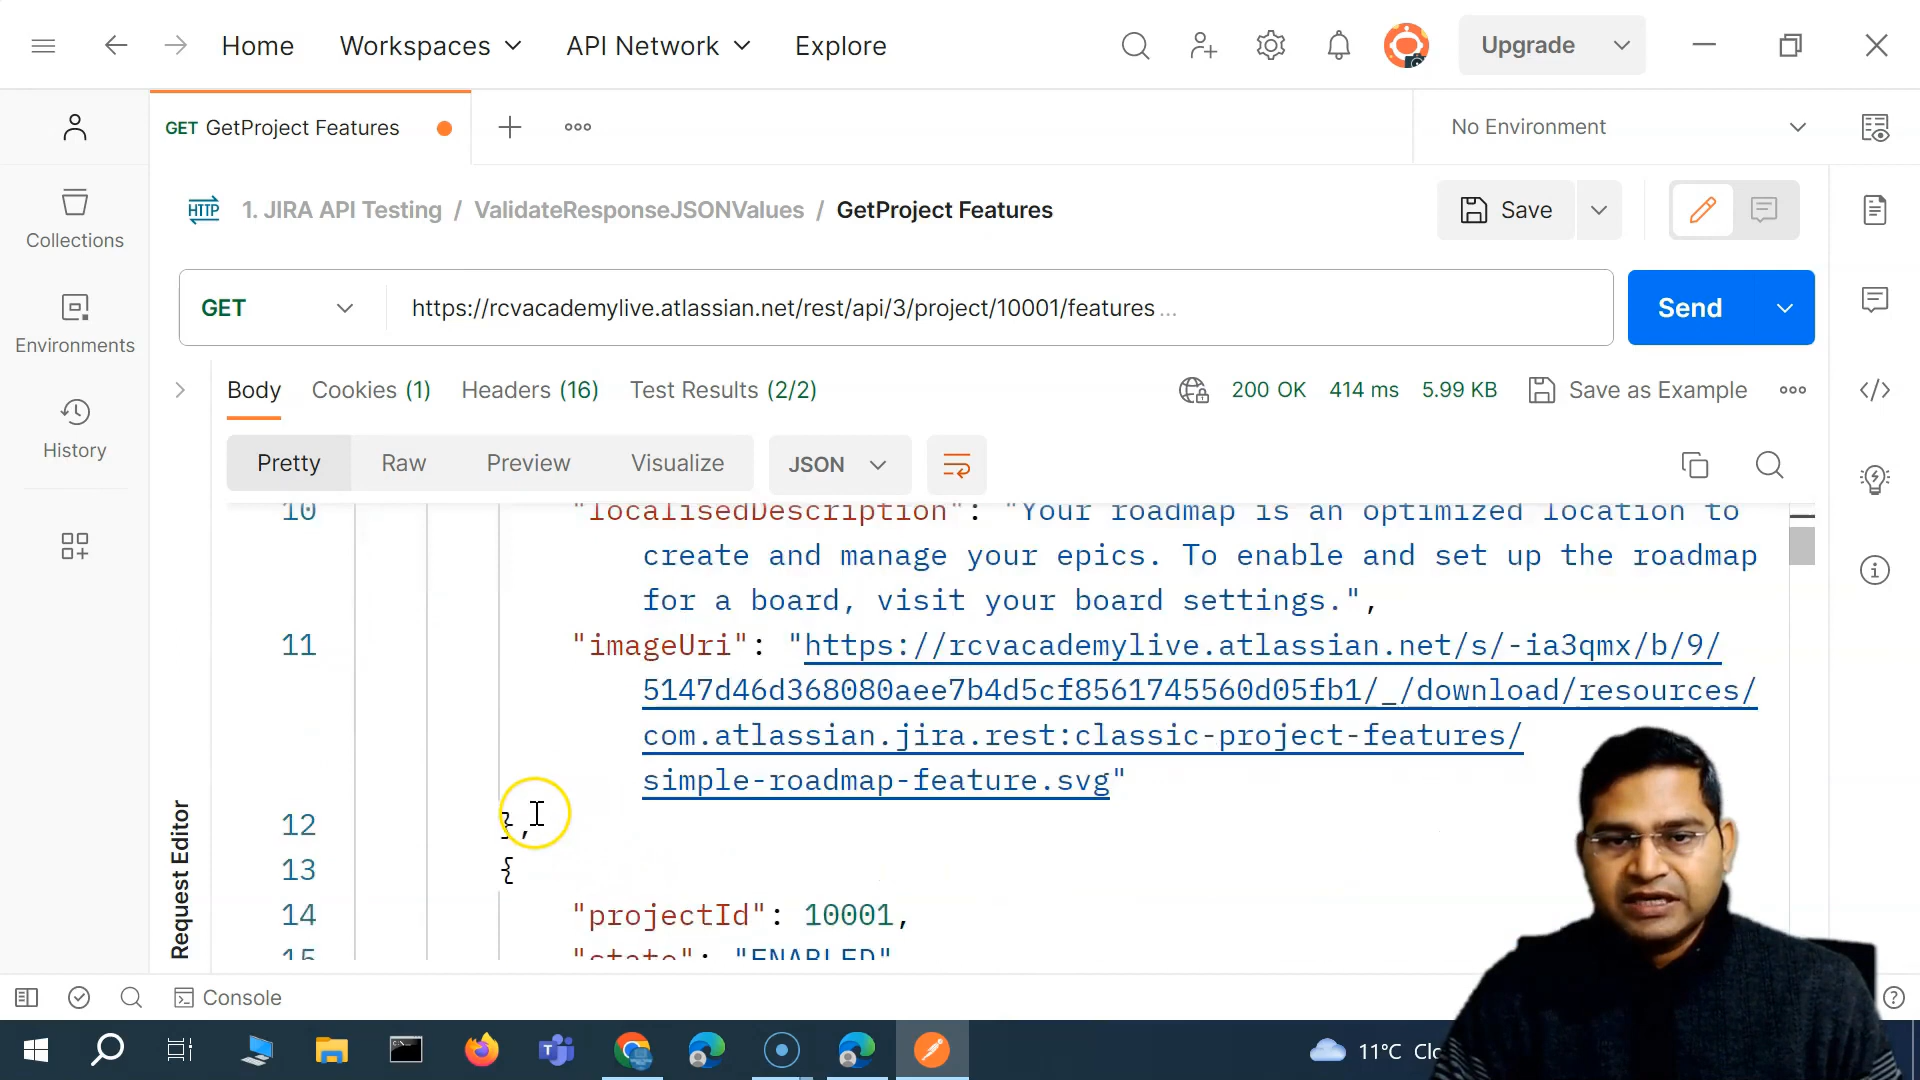 Home Workspaces API Network Explore Upgrade
GET GetProject Features No Environment
HTTP 1. JIRA API Testing / ValidateResponseJSONValues / GetProject Features Save
Collections
GET https://rcvacademylive.atlassian.net/rest/api/3/project/10001/features ... Send
Environments
Body Cookies (1) Headers (16) Test Results (2/2) 200 OK 414 ms 5.99 KB Save as Example
History
Pretty Raw Preview Visualize JSON
10 "localisedDescription": "Your roadmap is an optimized location to
create and manage your epics. To enable and set up the roadmap
for a board, visit your board settings.",
11 "imageUri": "https://rcvacademylive.atlassian.net/s/-ia3qmx/b/9/
5147d46d368080aee7b4d5cf8561745560d05fb1/_/download/resources/
com.atlassian.jira.rest:classic-project-features/
simple-roadmap-feature.svg"
12 },
13 {
14 "projectId": 10001,
15 "state": "ENABLED"
Request Editor
Console
11°C